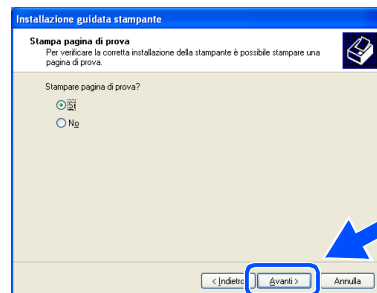 Installazione guidata stampante
Stampa pagina di prova
Per verificare la corretta installazione della stampante è possibile stampare una
pagina di prova.
Stampare pagina di prova?
Sì
No
< Indietro
Avanti >
Annulla